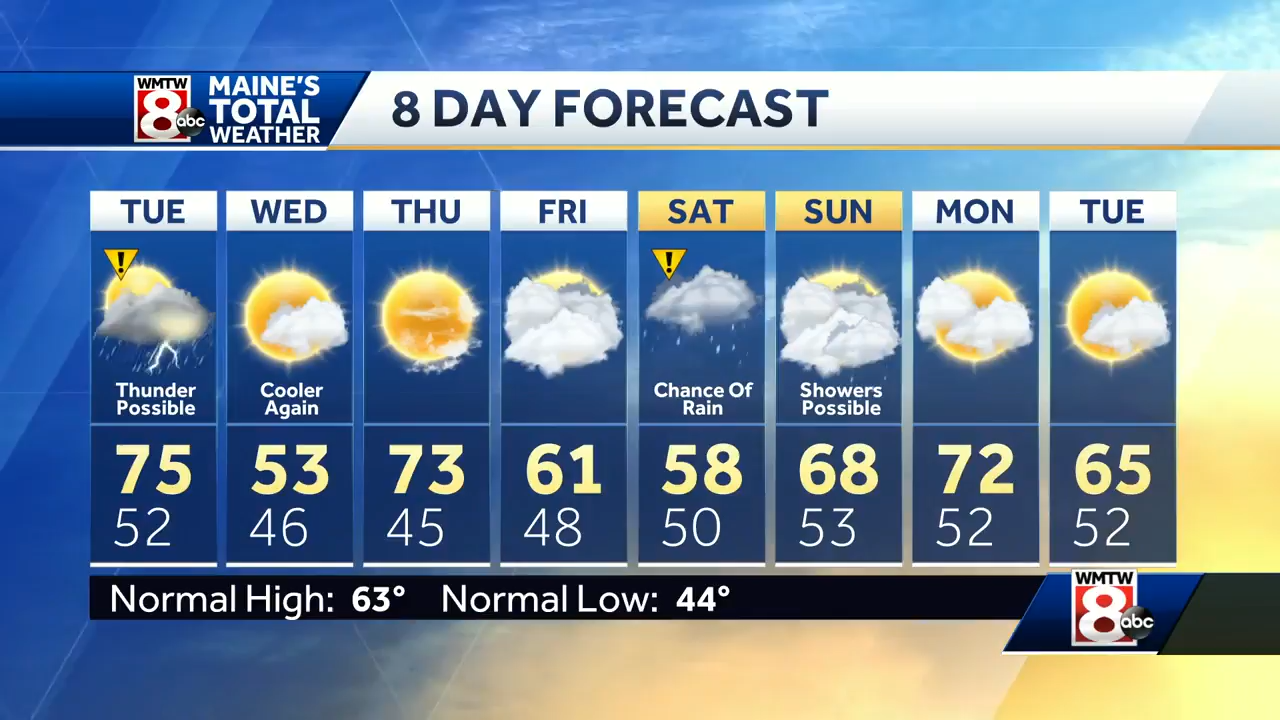 WMTW
8
abc
MAINE'S
TOTAL
WEATHER
8 DAY FORECAST
TUE WED THU FRI SAT SUN MON TUE
! !
Thunder Possible
Cooler Again
Chance Of Rain
Showers Possible
75 53 73 61 58 68 72 65
52 46 45 48 50 53 52 52
Normal High: 63° Normal Low: 44°
WMTW
8
abc